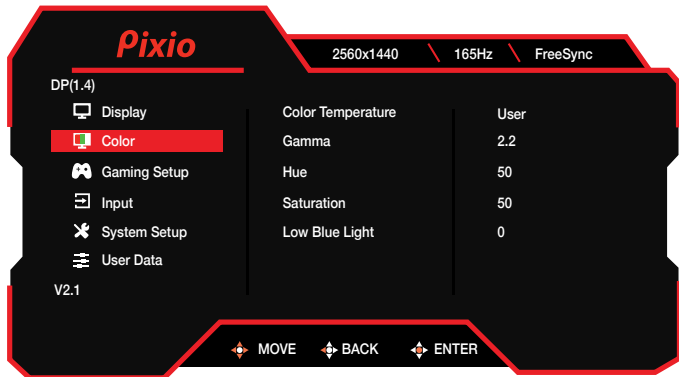 Pixio
2560x1440 \ 165Hz \ FreeSync
DP(1.4)
Display
Color
Gaming Setup
Input
System Setup
User Data
V2.1
Color Temperature User
Gamma 2.2
Hue 50
Saturation 50
Low Blue Light 0
MOVE BACK ENTER